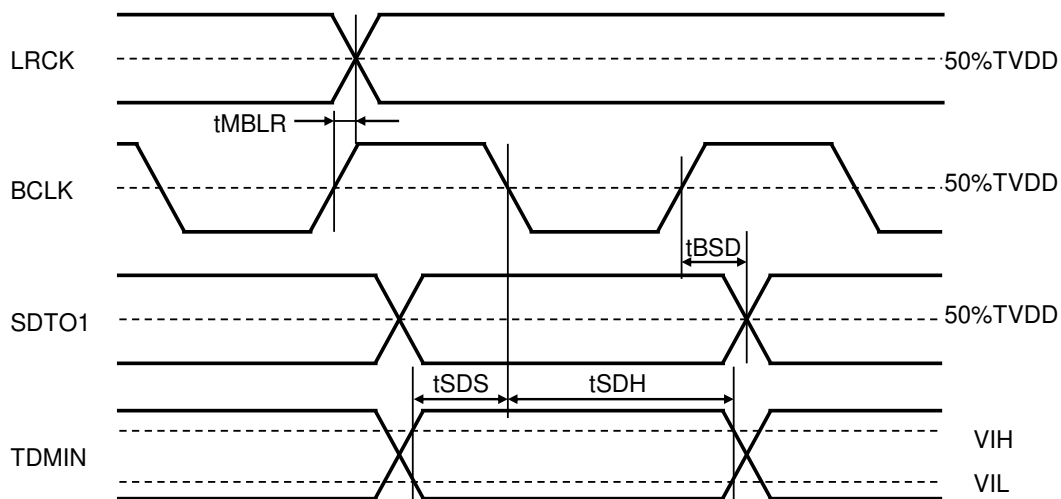 LRCK
50%TVDD
tMBLR
BCLK
50%TVDD
tBSD
SDTO1
50%TVDD
tSDS
tSDH
TDMIN
VIH
VIL